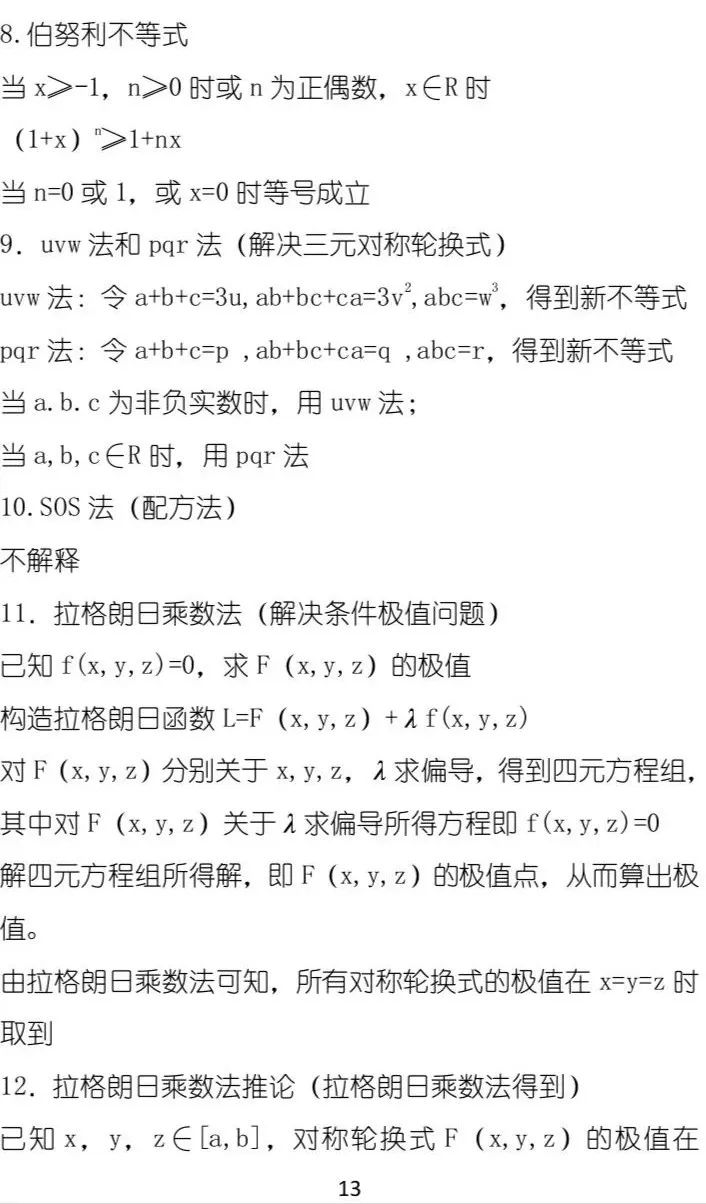 8.伯努利不等式
当 x≥-1，n≥0 时或 n 为正偶数，x∈R 时
（1+x）ⁿ≥1+nx
当 n=0 或 1，或 x=0 时等号成立
9. uvw 法和 pqr 法（解决三元对称轮换式）
uvw 法：令 a+b+c=3u,ab+bc+ca=3v²,abc=w³，得到新不等式
pqr 法：令 a+b+c=p ,ab+bc+ca=q ,abc=r，得到新不等式
当 a.b.c 为非负实数时，用 uvw 法；
当 a,b,c∈R 时，用 pqr 法
10.SOS 法（配方法）
不解释
11. 拉格朗日乘数法（解决条件极值问题）
已知 f(x,y,z)=0，求 F（x,y,z）的极值
构造拉格朗日函数 L=F（x,y,z）+λf(x,y,z)
对 F（x,y,z）分别关于 x,y,z，λ求偏导，得到四元方程组，
其中对 F（x,y,z）关于λ求偏导所得方程即 f(x,y,z)=0
解四元方程组所得解，即 F（x,y,z）的极值点，从而算出极
值。
由拉格朗日乘数法可知，所有对称轮换式的极值在 x=y=z 时
取到
12. 拉格朗日乘数法推论（拉格朗日乘数法得到）
已知 x，y，z∈[a,b]，对称轮换式 F（x,y,z）的极值在
13